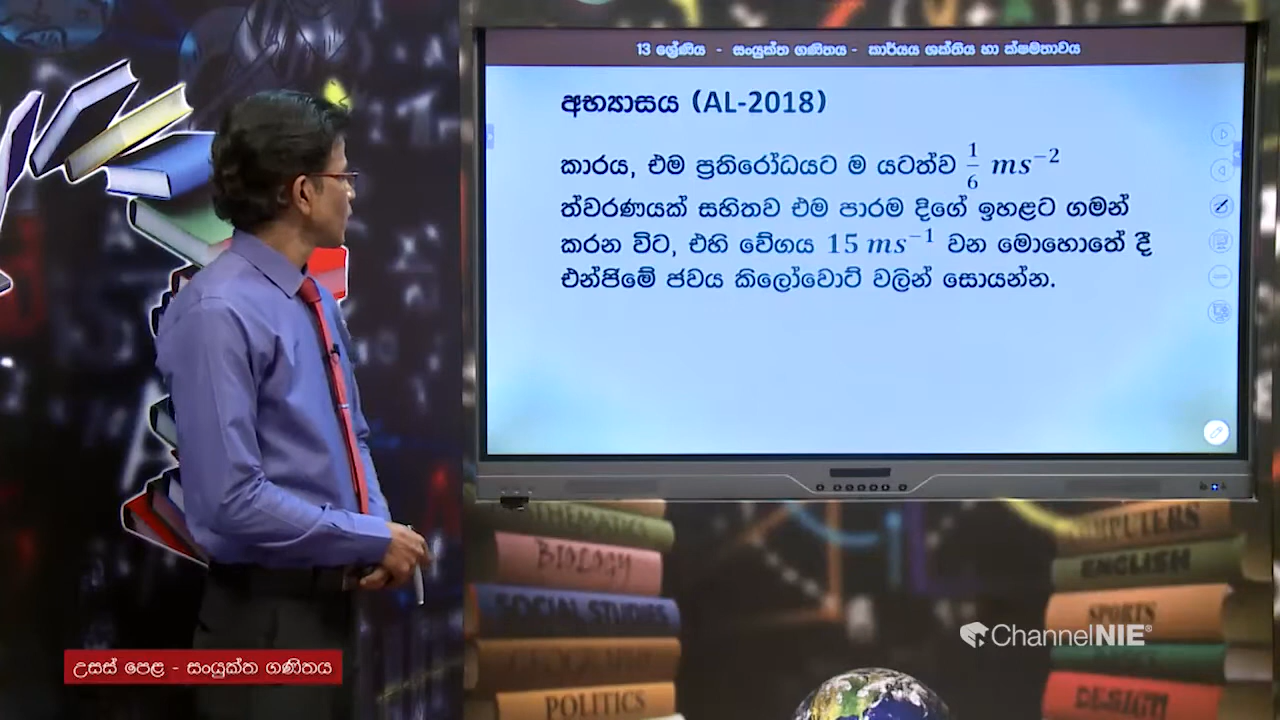 13 ශ්‍රේණිය - සංයුක්ත ගණිතය - කාර්යය ශක්තිය හා ක්ෂමතාවය
අභ්‍යාසය (AL-2018)
කාරය, එම ප්‍රතිරෝධයට ම යටත්ව 1/6 ms⁻²
ත්වරණයක් සහිතව එම පාරම දිගේ ඉහළට ගමන්
කරන විට, එහි වේගය 15 ms⁻¹ වන මොහොතේ දී
එන්ජිමේ ජවය කිලෝවොට් වලින් සොයන්න.
BIOLOGY
SOCIAL STUDIES
POLITICS
COMPUTERS
ENGLISH
SPORTS
DESIGN
ChannelNIE®
උසස් පෙළ - සංයුක්ත ගණිතය